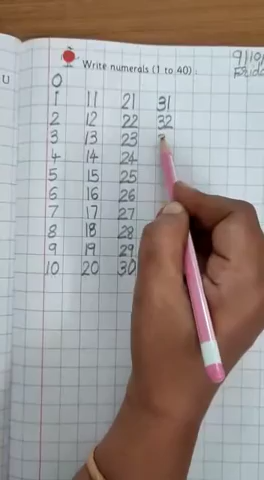 9/10/
Frida
Write numerals (1 to 40) :
U
0
1 11 21 31
2 12 22 32
3 13 23
4 14 24
5 15 25
6 16 26
7 17 27
8 18 28
9 19 29
10 20 30